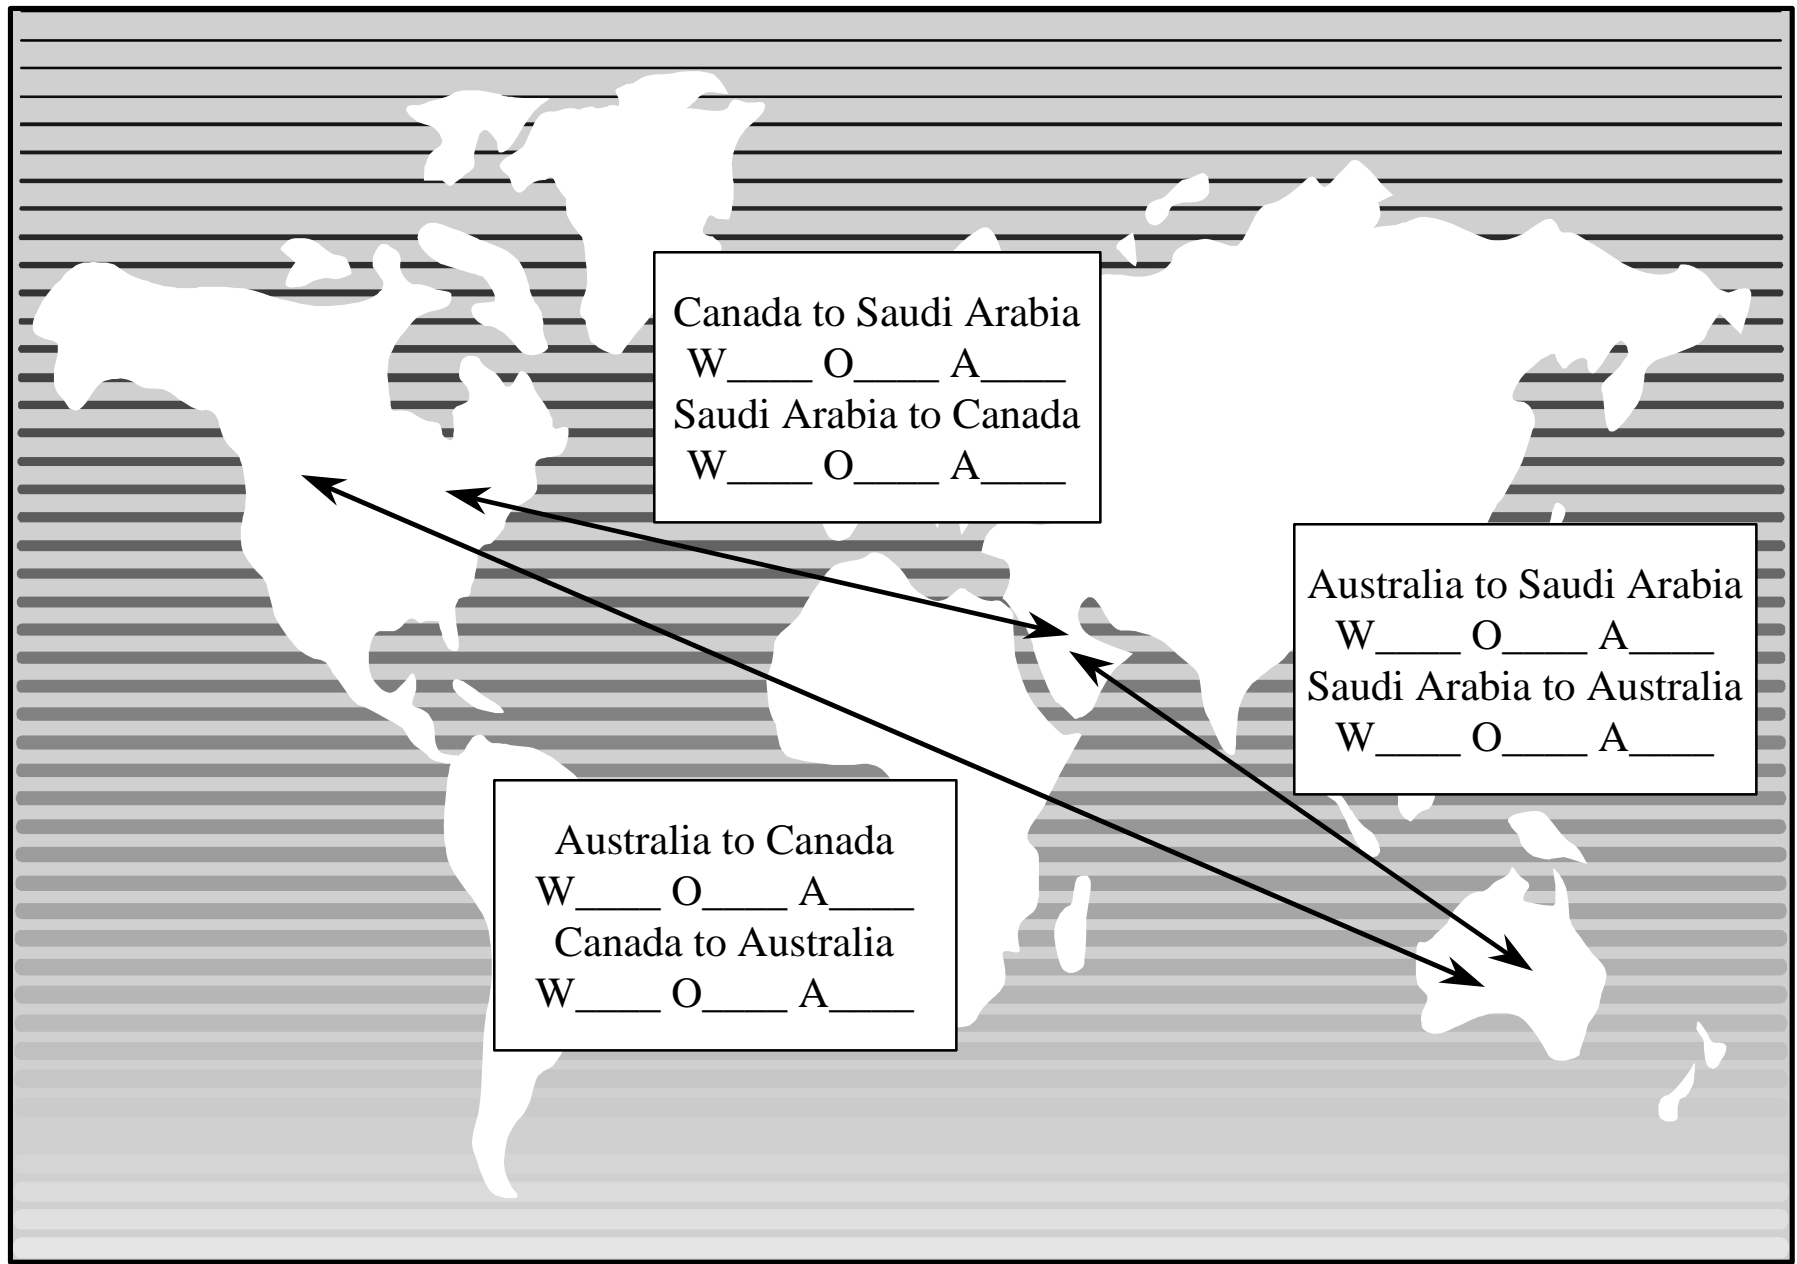 Canada to Saudi Arabia
W____ O____ A____
Saudi Arabia to Canada
W____ O____ A____
Australia to Saudi Arabia
W____ O____ A____
Saudi Arabia to Australia
W____ O____ A____
Australia to Canada
W____ O____ A____
Canada to Australia
W____ O____ A____